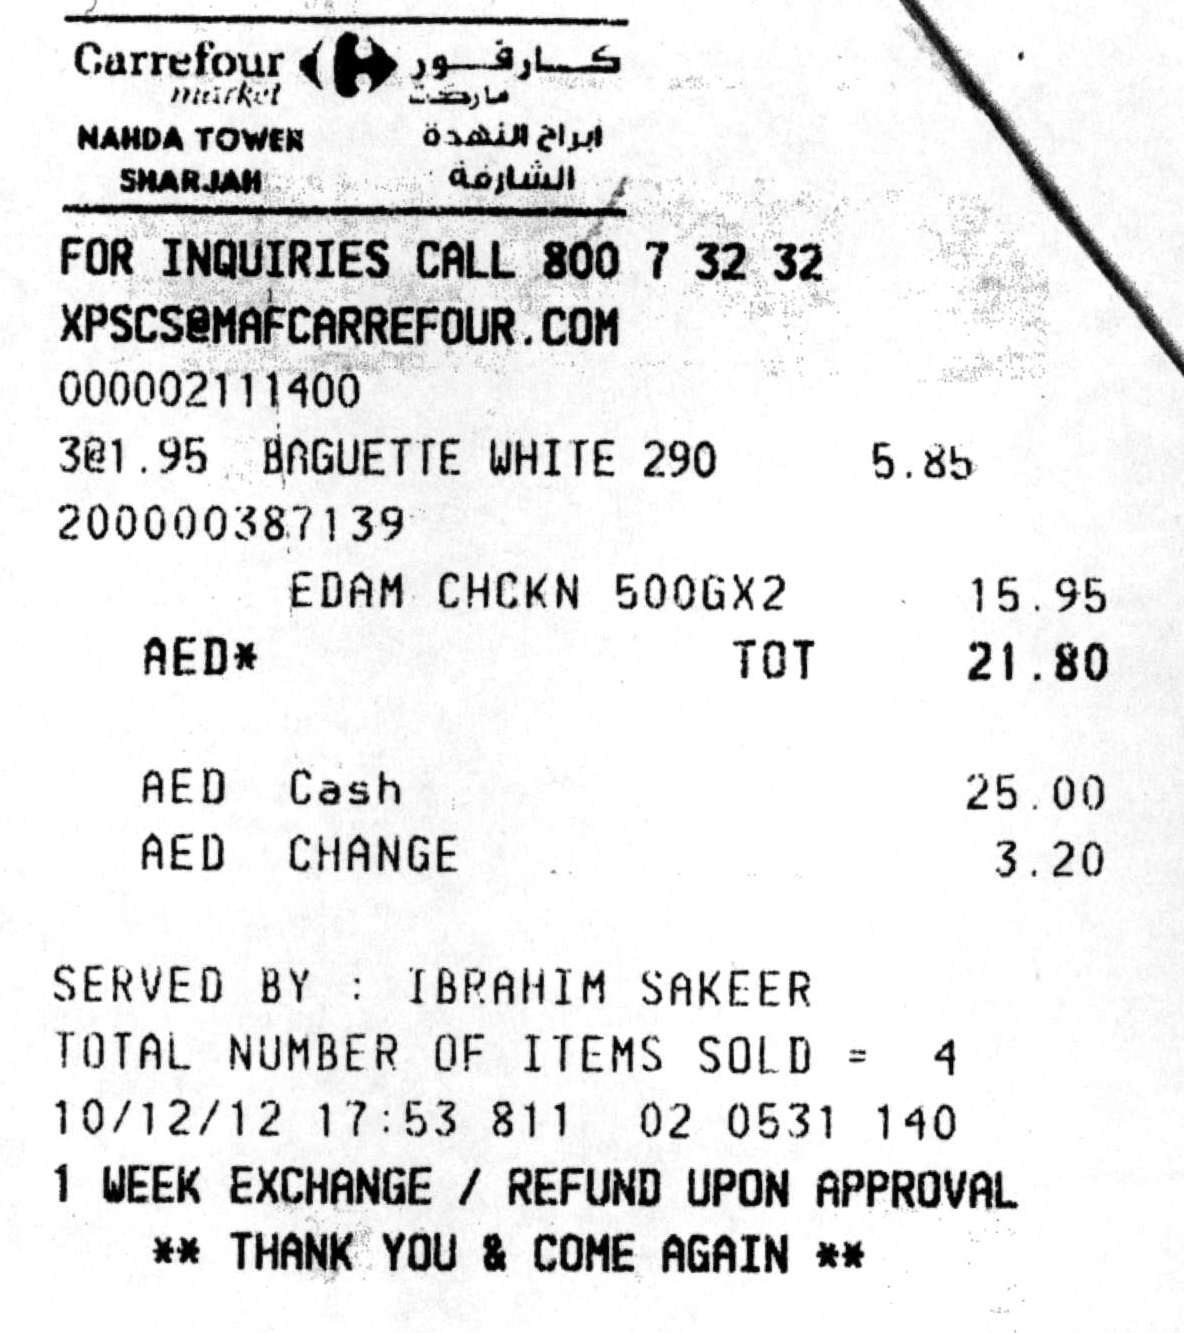 Carrefour market
كارفور ماركت
NAHDA TOWER ابراج النهدة
SHARJAH الشارقة
FOR INQUIRIES CALL 800 7 32 32
XPSCS@MAFCARREFOUR.COM
000002111400
3@1.95 BAGUETTE WHITE 290 5.85
200000387139
EDAM CHCKN 500GX2 15.95
AED* TOT 21.80
AED Cash 25.00
AED CHANGE 3.20
SERVED BY : IBRAHIM SAKEER
TOTAL NUMBER OF ITEMS SOLD = 4
10/12/12 17:53 811 02 0531 140
1 WEEK EXCHANGE / REFUND UPON APPROVAL
** THANK YOU & COME AGAIN **